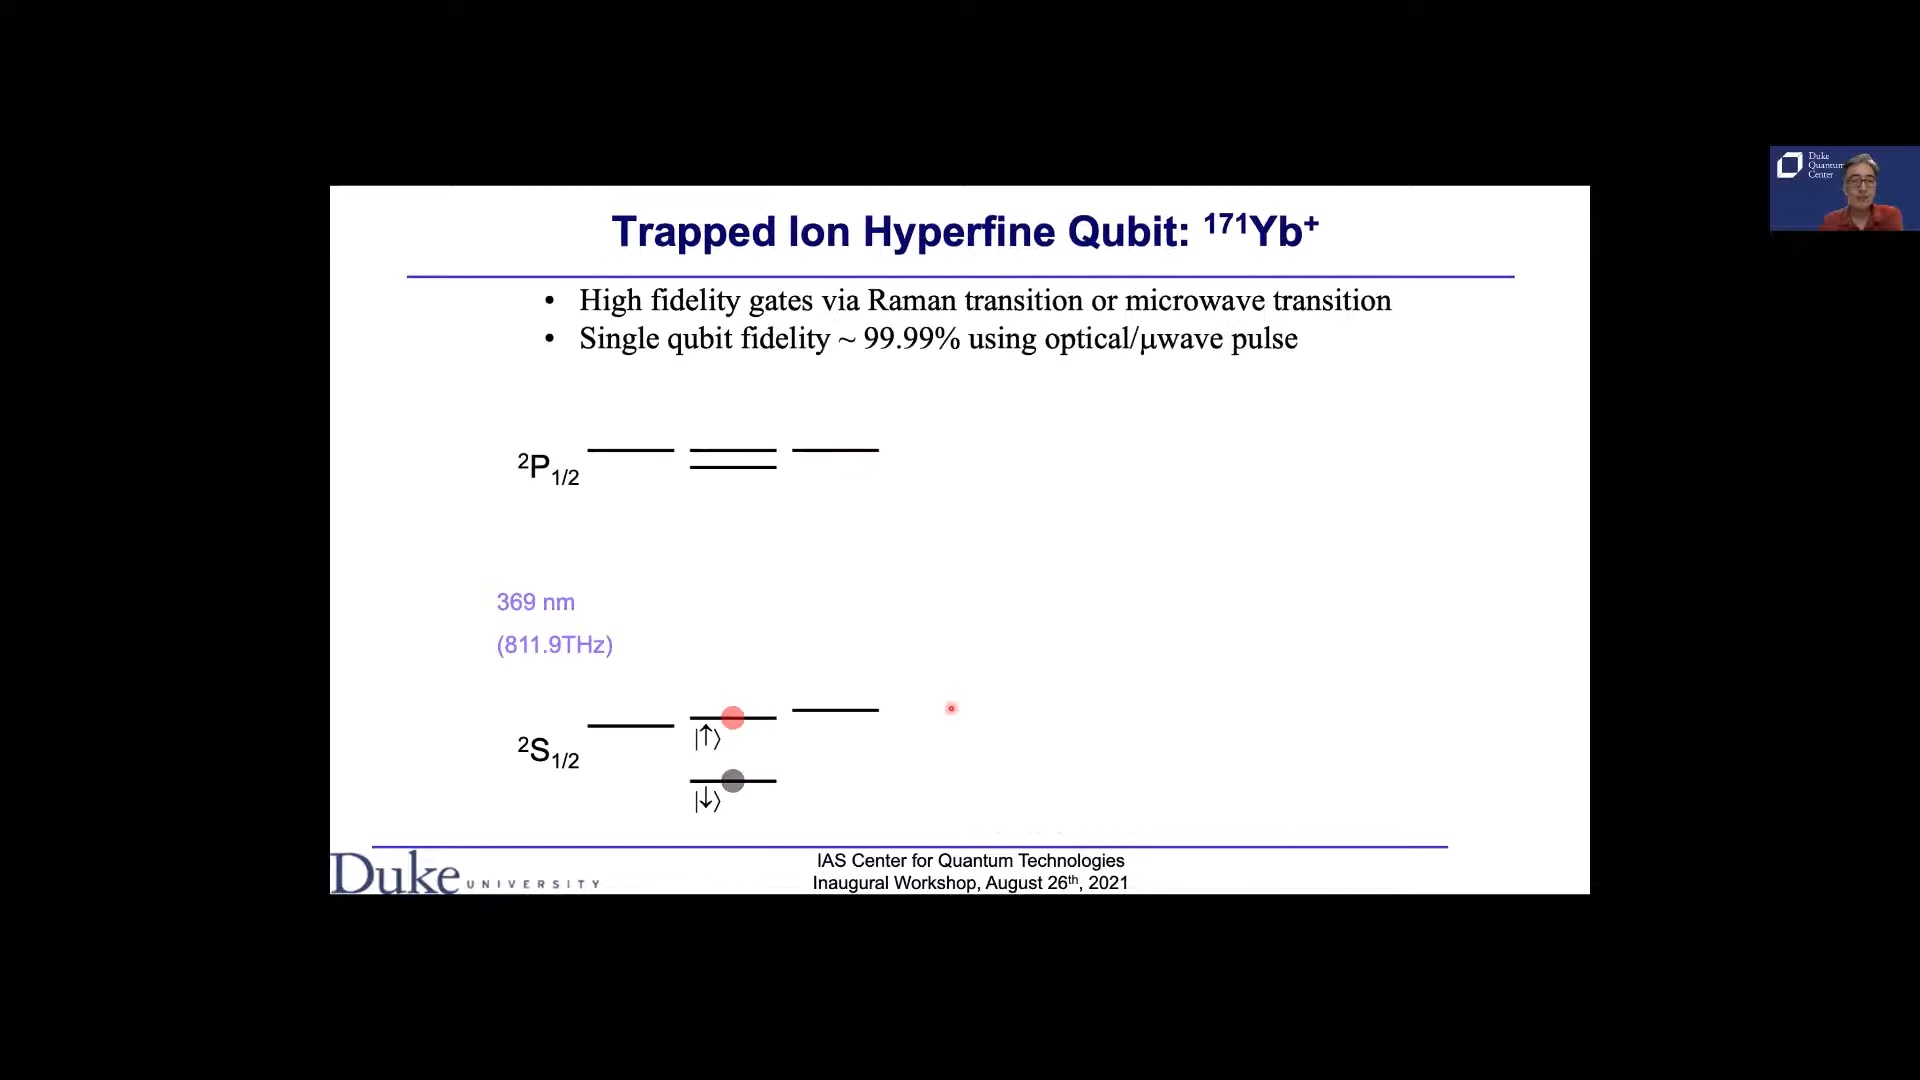 Trapped Ion Hyperfine Qubit: ¹⁷¹Yb⁺
• High fidelity gates via Raman transition or microwave transition
• Single qubit fidelity ~ 99.99% using optical/μwave pulse
²P₁/₂
369 nm
(811.9THz)
²S₁/₂
|↑⟩
|↓⟩
Duke UNIVERSITY
IAS Center for Quantum Technologies
Inaugural Workshop, August 26ᵗʰ, 2021
Duke
Quantum
Center